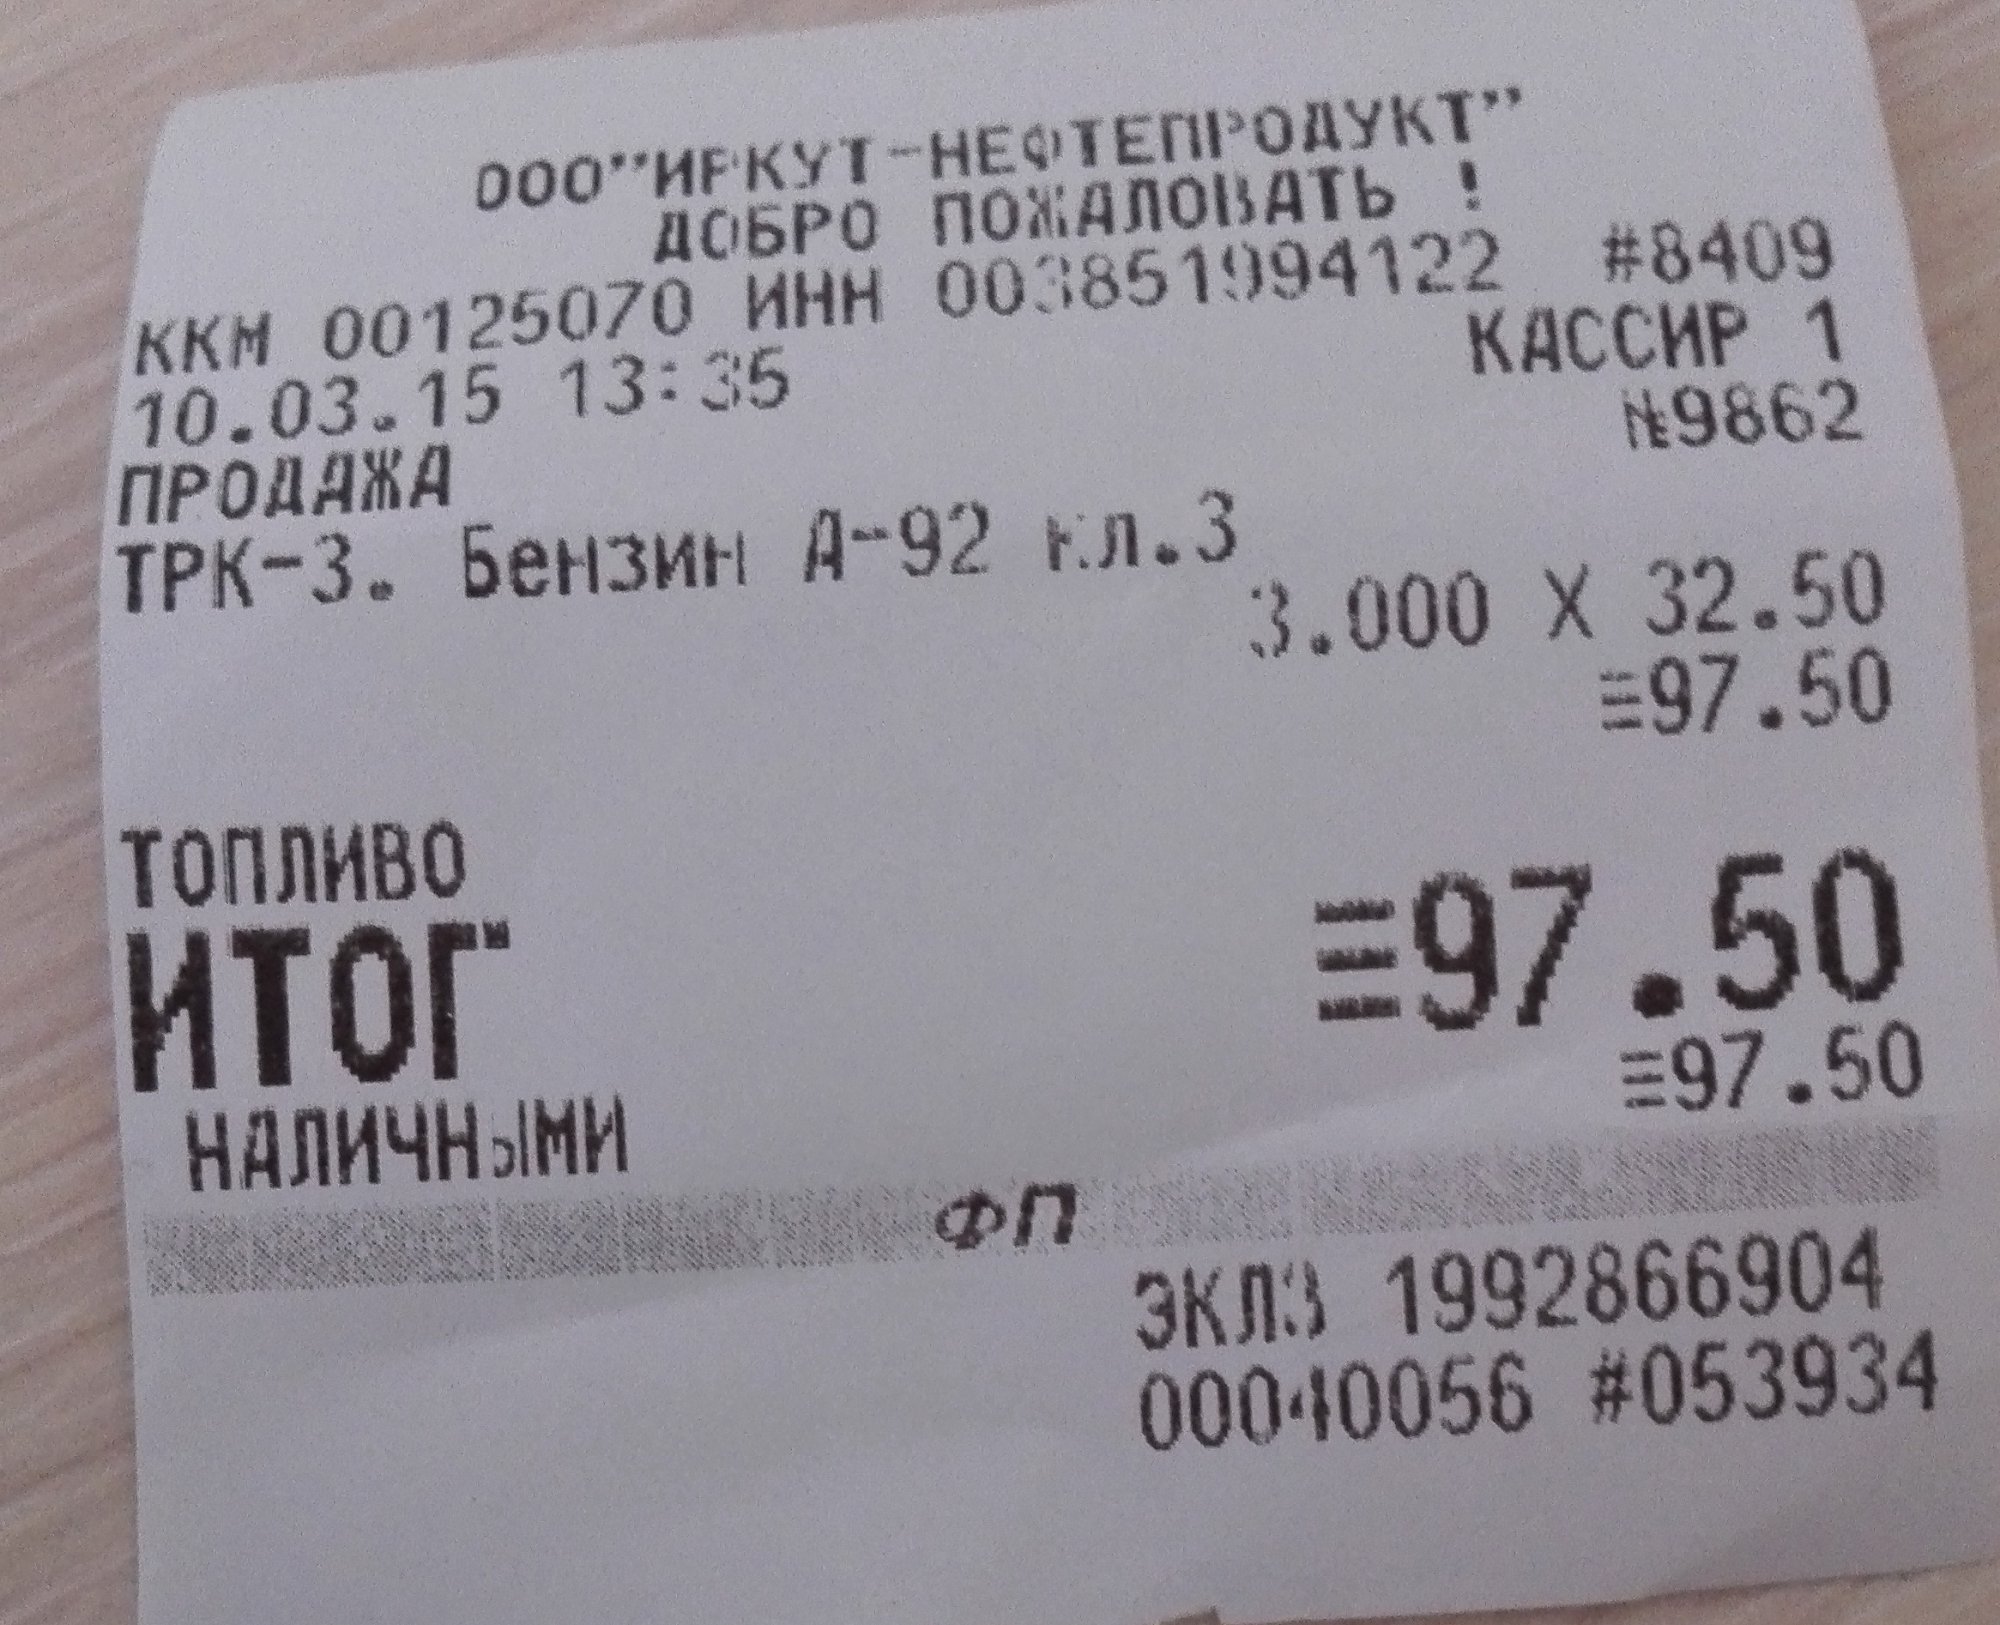 ООО"ИРКУТ-НЕФТЕПРОДУКТ"
ДОБРО ПОЖАЛОВАТЬ !
ККМ 00125070 ИНН 003851994122 #8409
10.03.15 13:35 КАССИР 1
ПРОДАЖА №9862
ТРК-3. Бензин А-92 кл.3
3.000 X 32.50
≡97.50
ТОПЛИВО
ИТОГ ≡97.50
НАЛИЧНЫМИ ≡97.50
ФП
ЭКЛЗ 1992866904
00040056 #053934